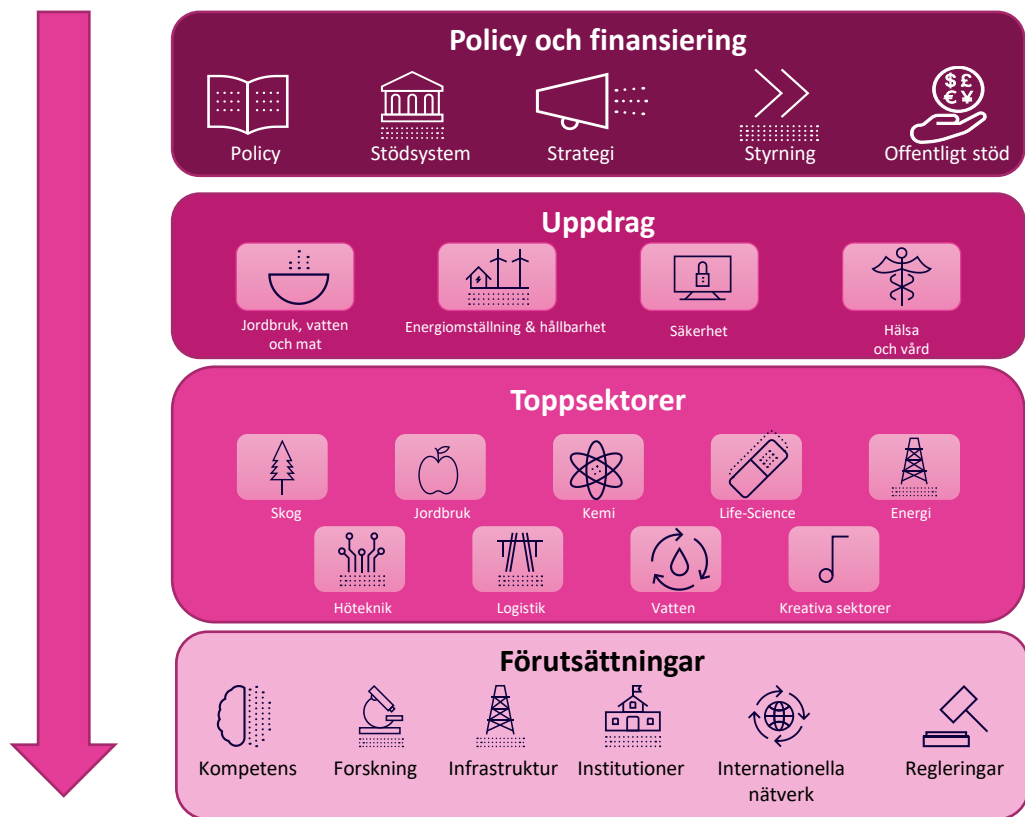 Policy och finansiering
$£
€¥
Policy
Stödsystem
Strategi
Styrning
Offentligt stöd
Uppdrag
Jordbruk, vatten
och mat
Energiomställning & hållbarhet
Säkerhet
Hälsa
och vård
Toppsektorer
Skog
Jordbruk
Kemi
Life-Science
Energi
Höteknik
Logistik
Vatten
Kreativa sektorer
Förutsättningar
Kompetens
Forskning
Infrastruktur
Institutioner
Internationella
nätverk
Regleringar